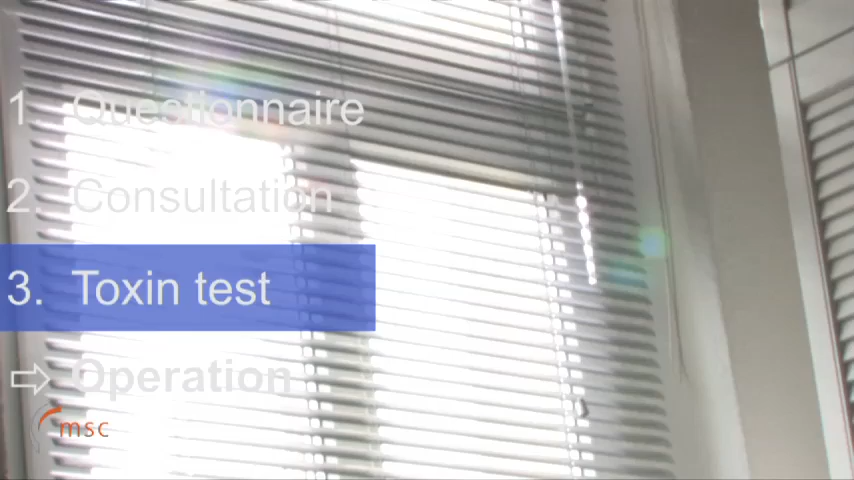 1. Questionnaire
2. Consultation
3. Toxin test
⇨ Operation
msc